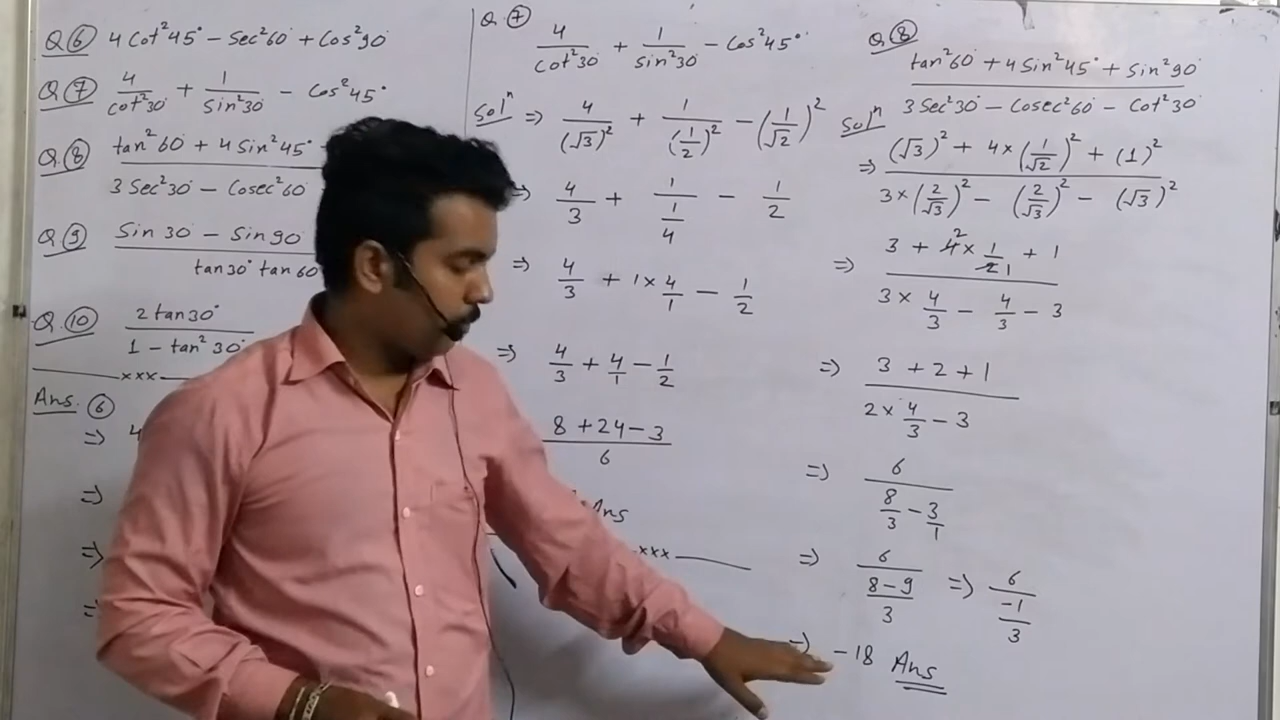 Q.⑥ 4 Cot²45° – Sec²60° + Cos²90°
Q.⑦ 4/cot²30° + 1/Sin²30° – Cos²45°
Q.⑧ tan²60° + 4 Sin²45°
3 Sec²30° – Cosec²60°
Q.⑨ Sin 30° – Sin 90°
tan30° tan 60°
Q.⑩ 2 tan30°
1 – tan²30°
xxx
Ans. ⑥
⇒ 4
⇒
⇒
⇒
Q.⑦ 4/cot²30° + 1/sin²30° – Cos²45°
Solⁿ ⇒ 4/(√3)² + 1/(1/2)² – (1/√2)²
⇒ 4/3 + 1/(1/4) – 1/2
⇒ 4/3 + 1×4/1 – 1/2
⇒ 4/3 + 4/1 – 1/2
8 + 24 – 3
6
Ans
xxx
Q.⑧ tan²60° + 4 Sin²45° + Sin²90°
3 Sec²30° – Cosec²60° – Cot²30°
Solⁿ
⇒ (√3)² + 4×(1/√2)² + (1)²
3×(2/√3)² – (2/√3)² – (√3)²
⇒ 3 + 4² × 1/2 1 + 1
3 × 4/3 – 4/3 – 3
⇒ 3 + 2 + 1
2× 4/3 – 3
⇒ 6
8/3 – 3/1
⇒ 6/((8–9)/3) ⇒ 6/(–1/3)
⇒ –18 Ans